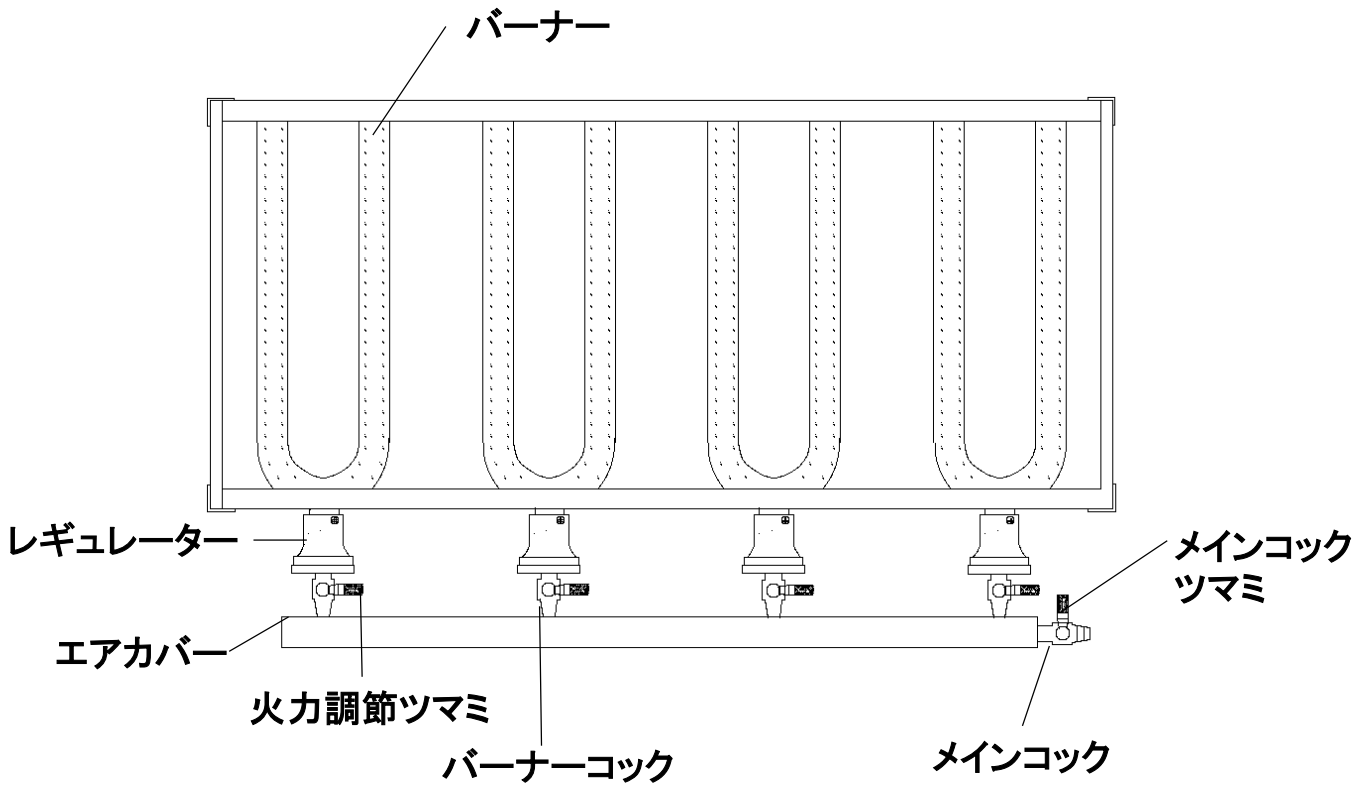 バーナー
レギュレーター
メインコック
ツマミ
エアカバー
火力調節ツマミ
バーナーコック
メインコック